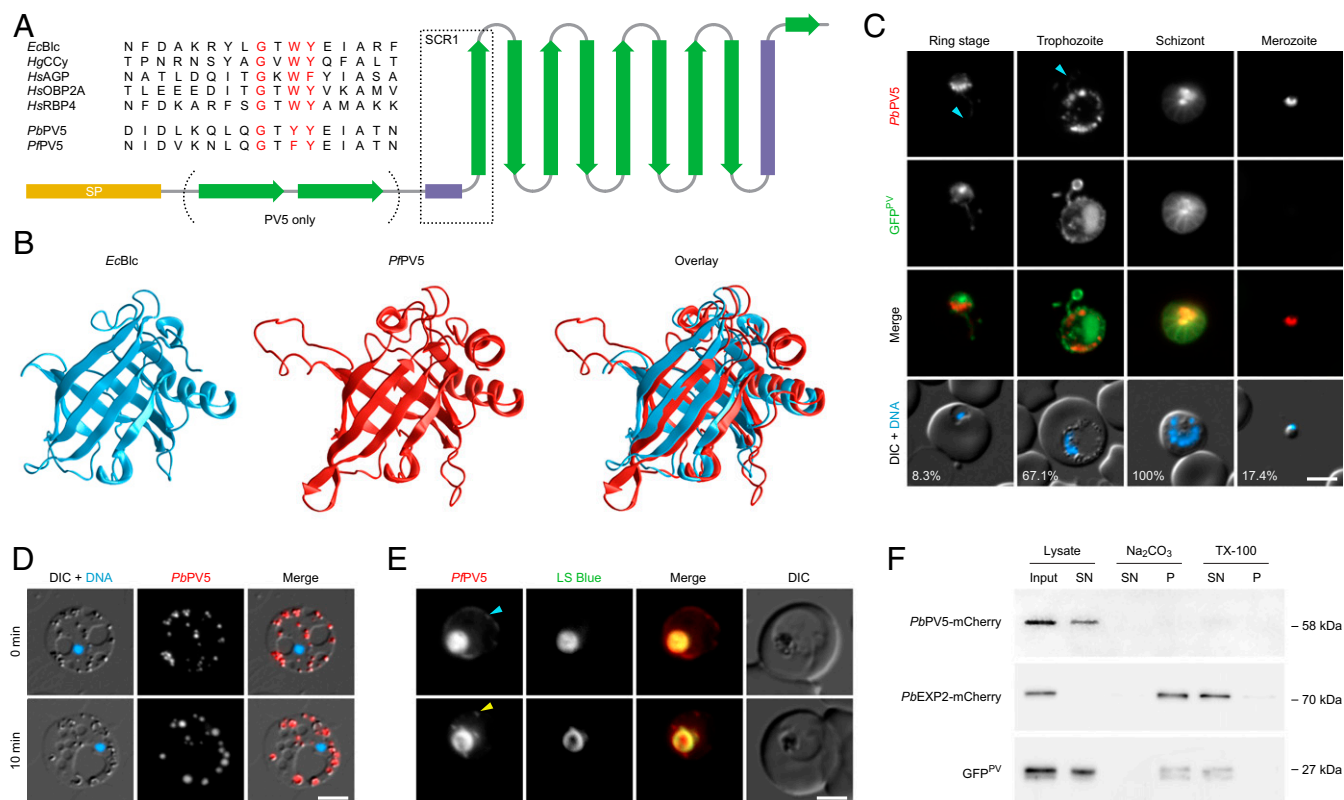 A
EcBlc N F D A K R Y L G T W Y E I A R F
HgCCy T P N R N S Y A G V W Y Q F A L T
HsAGP N A T L D Q I T G K W F Y I A S A
HsOBP2A T L E E E D I T G T W Y V K A M V
HsRBP4 N F D K A R F S G T W Y A M A K K
PbPV5 D I D L K Q L Q G T Y Y E I A T N
PfPV5 N I D V K N L Q G T F Y E I A T N
SCR1
SP
PV5 only
B
EcBlc PfPV5 Overlay
C
Ring stage Trophozoite Schizont Merozoite
PbPV5
GFPPV
Merge
DIC + DNA
8.3% 67.1% 100% 17.4%
D
DIC + DNA PbPV5 Merge
0 min
10 min
E
PfPV5 LS Blue Merge DIC
F
Lysate Na2CO3 TX-100
Input SN SN P SN P
PbPV5-mCherry – 58 kDa
PbEXP2-mCherry – 70 kDa
GFPPV – 27 kDa